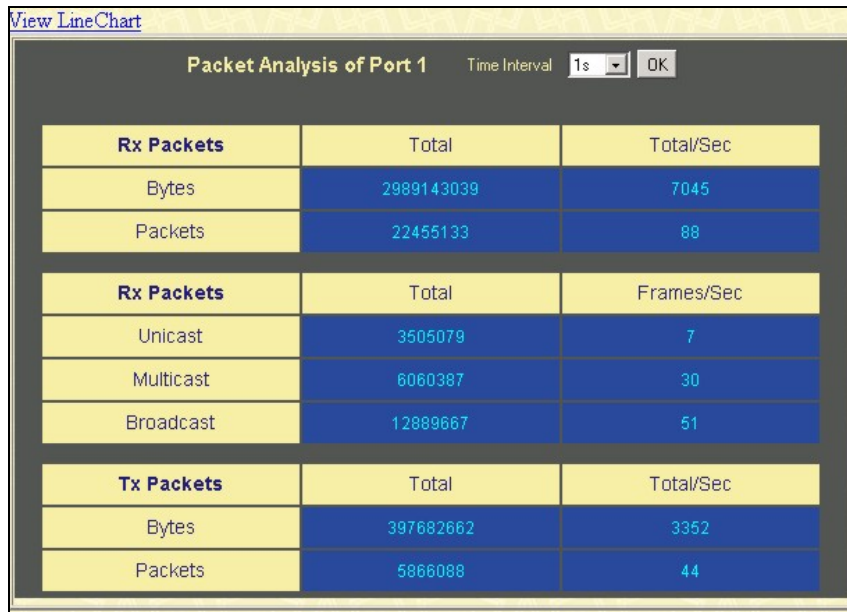 View LineChart
Packet Analysis of Port 1 Time Interval 1s OK
Rx Packets Total Total/Sec
Bytes 2989143039 7045
Packets 22455133 88
Rx Packets Total Frames/Sec
Unicast 3505079 7
Multicast 6060387 30
Broadcast 12889667 51
Tx Packets Total Total/Sec
Bytes 397682662 3352
Packets 5866088 44